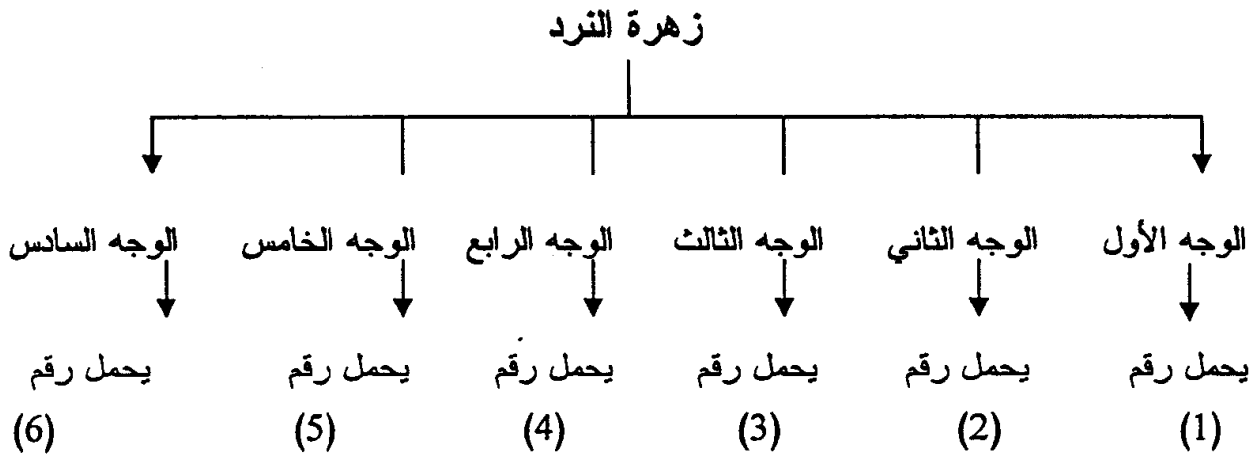 زهرة النرد
الوجه الأول الوجه الثاني الوجه الثالث الوجه الرابع الوجه الخامس الوجه السادس
يحمل رقم يحمل رقم يحمل رقم يحمل رقم يحمل رقم يحمل رقم
(1) (2) (3) (4) (5) (6)